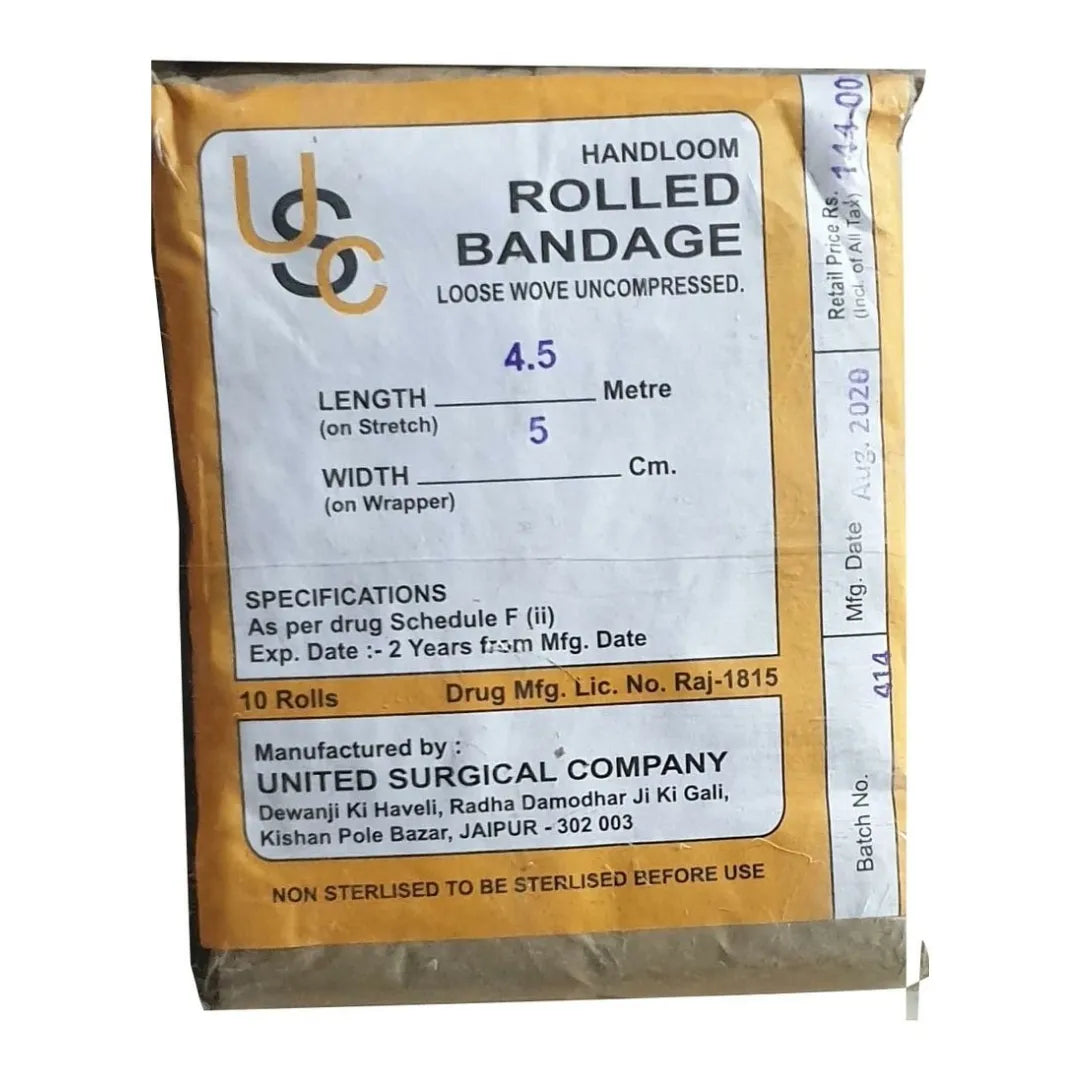 USC
HANDLOOM
ROLLED
BANDAGE
LOOSE WOVE UNCOMPRESSED.
4.5
LENGTH ____________ Metre
(on Stretch)
5
WIDTH ____________ Cm.
(on Wrapper)
SPECIFICATIONS
As per drug Schedule F (ii)
Exp. Date :- 2 Years from Mfg. Date
10 Rolls Drug Mfg. Lic. No. Raj-1815
Manufactured by :
UNITED SURGICAL COMPANY
Dewanji Ki Haveli, Radha Damodhar Ji Ki Gali,
Kishan Pole Bazar, JAIPUR - 302 003
NON STERLISED TO BE STERLISED BEFORE USE
Retail Price Rs. 144-00
(Incl. of All Tax)
Mfg. Date Aug. 2020
Batch No. 414